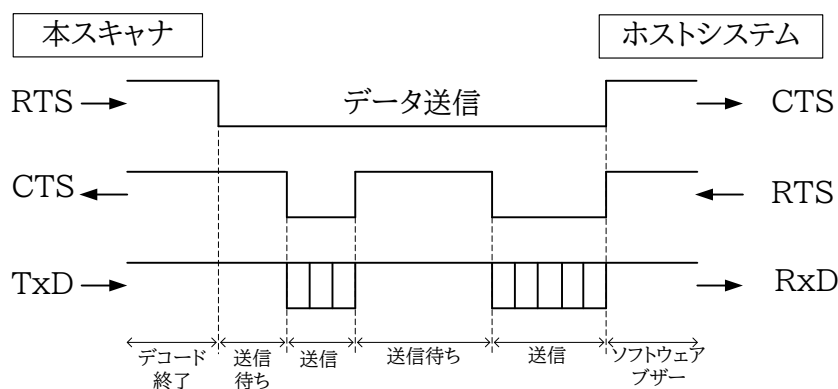 本スキャナ
ホストシステム
RTS
データ送信
CTS
CTS
RTS
TxD
RxD
デコード
終了
送信
待ち
送信
送信待ち
送信
ソフトウェア
ブザー